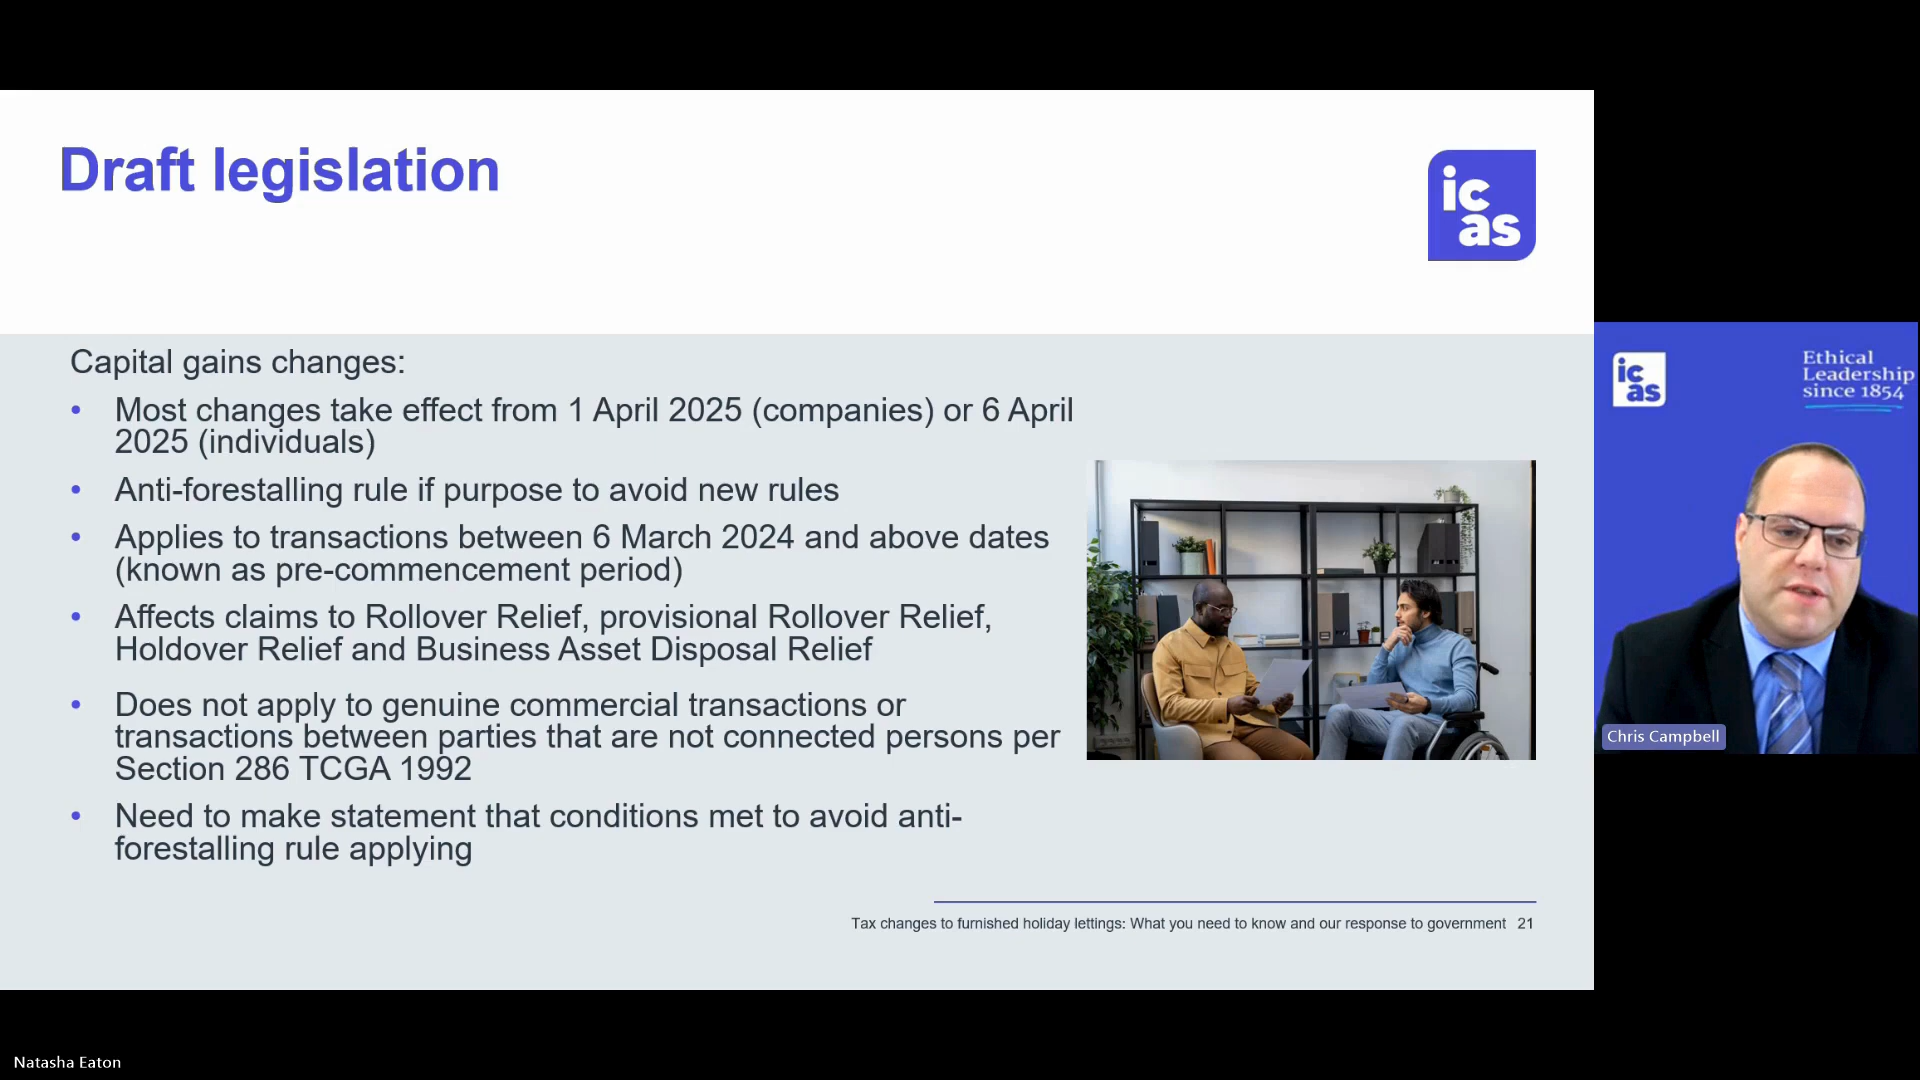 Draft legislation
ic
as
Capital gains changes:
• Most changes take effect from 1 April 2025 (companies) or 6 April
2025 (individuals)
• Anti-forestalling rule if purpose to avoid new rules
• Applies to transactions between 6 March 2024 and above dates
(known as pre-commencement period)
• Affects claims to Rollover Relief, provisional Rollover Relief,
Holdover Relief and Business Asset Disposal Relief
• Does not apply to genuine commercial transactions or
transactions between parties that are not connected persons per
Section 286 TCGA 1992
• Need to make statement that conditions met to avoid anti-
forestalling rule applying
Tax changes to furnished holiday lettings: What you need to know and our response to government 21
ic
as
Ethical
Leadership
since 1854
Chris Campbell
Natasha Eaton